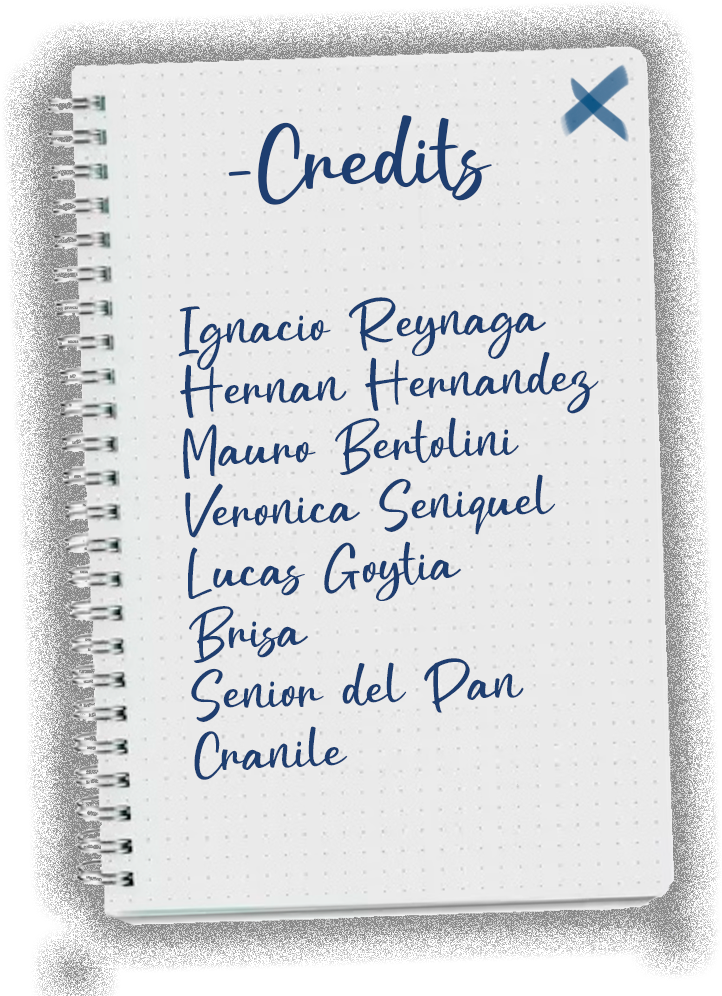 -Credits
Ignacio Reynaga
Hernan Hernandez
Mauro Bertolini
Veronica Seniquel
Lucas Goytia
Brisa
Senior del Pan
Cranile